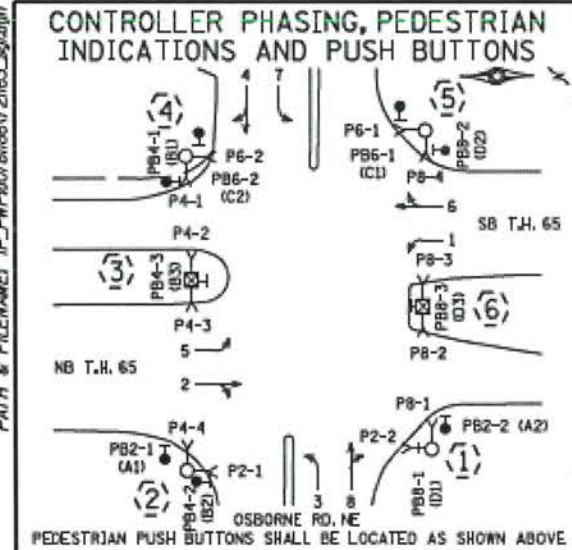 CONTROLLER PHASING, PEDESTRIAN
INDICATIONS AND PUSH BUTTONS
4 7
4
5
PB4-1
(B1)
P6-2
PB6-2
(C2)
P4-1
P6-1
PB6-1
(C1)
PB8-2
(D2)
P8-4
6
SB T.H. 65
1
P4-2
3
PB4-3
(B3)
P4-3
P8-3
PB8-3
(D3)
6
P8-2
5
NB T.H. 65
2
P4-4
PB2-1
(A1)
2
PB4-2
(B2)
P2-1
P8-1
P2-2
PB2-2 (A2)
PB8-1
(D1)
1
3 8
OSBORNE RD. NE
PEDESTRIAN PUSH BUTTONS SHALL BE LOCATED AS SHOWN ABOVE
PATH & FILENAME: